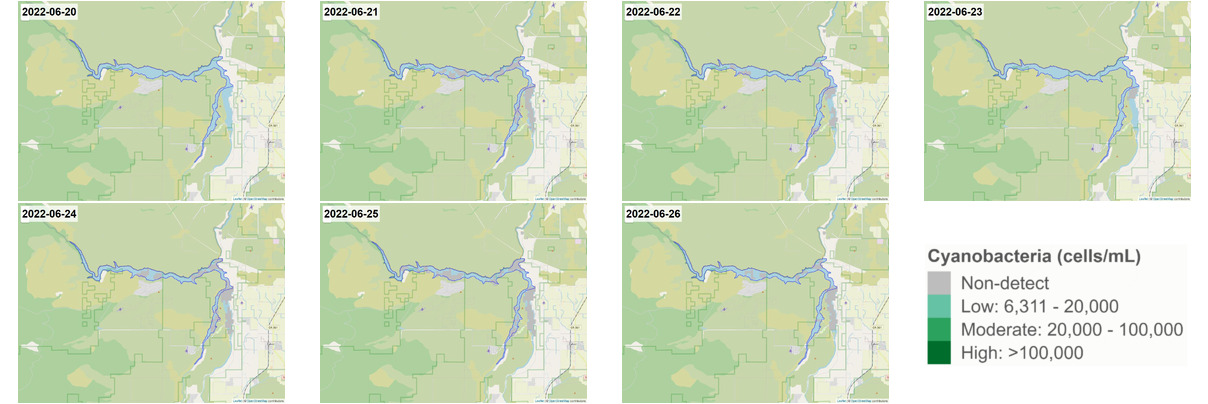 2022-06-20
2022-06-21
2022-06-22
2022-06-23
2022-06-24
2022-06-25
2022-06-26
Cyanobacteria (cells/mL)
Non-detect
Low: 6,311 - 20,000
Moderate: 20,000 - 100,000
High: >100,000